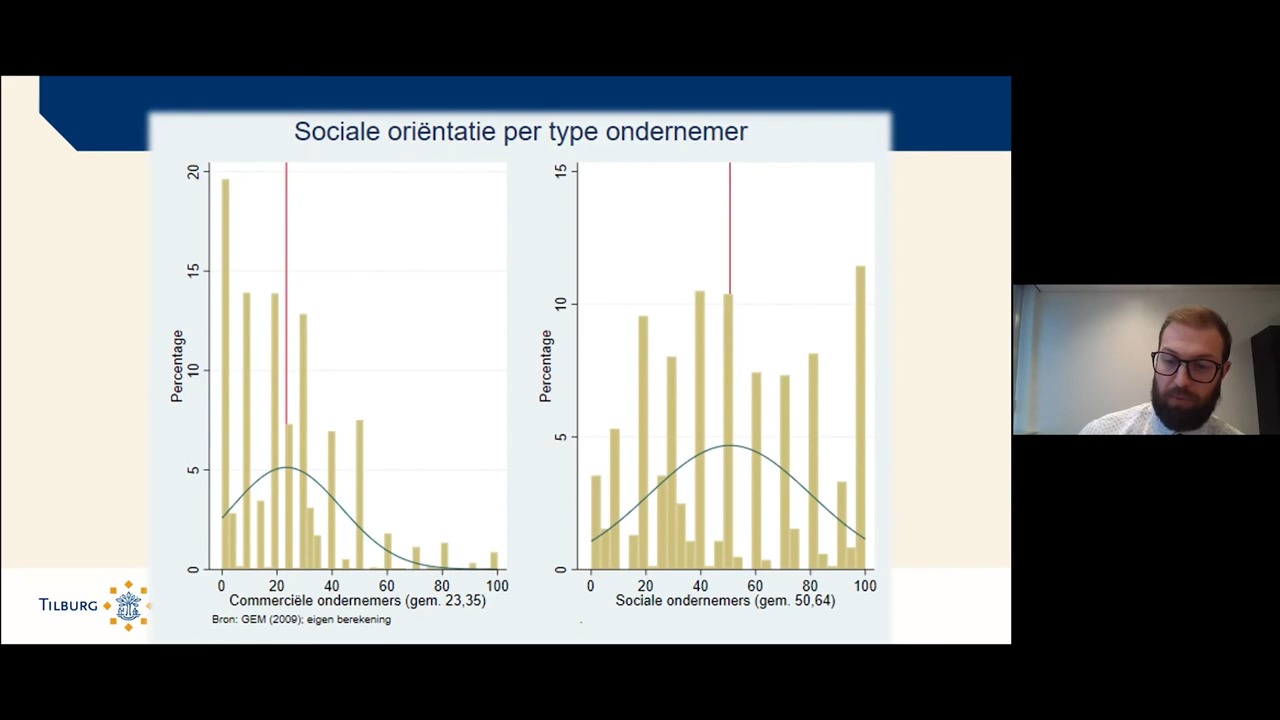 Sociale oriëntatie per type ondernemer
20
15
10
5
0
Percentage
0 20 40 60 80 100
Commerciële ondernemers (gem. 23,35)
15
10
5
0
Percentage
0 20 40 60 80 100
Sociale ondernemers (gem. 50,64)
Bron: GEM (2009); eigen berekening
TILBURG